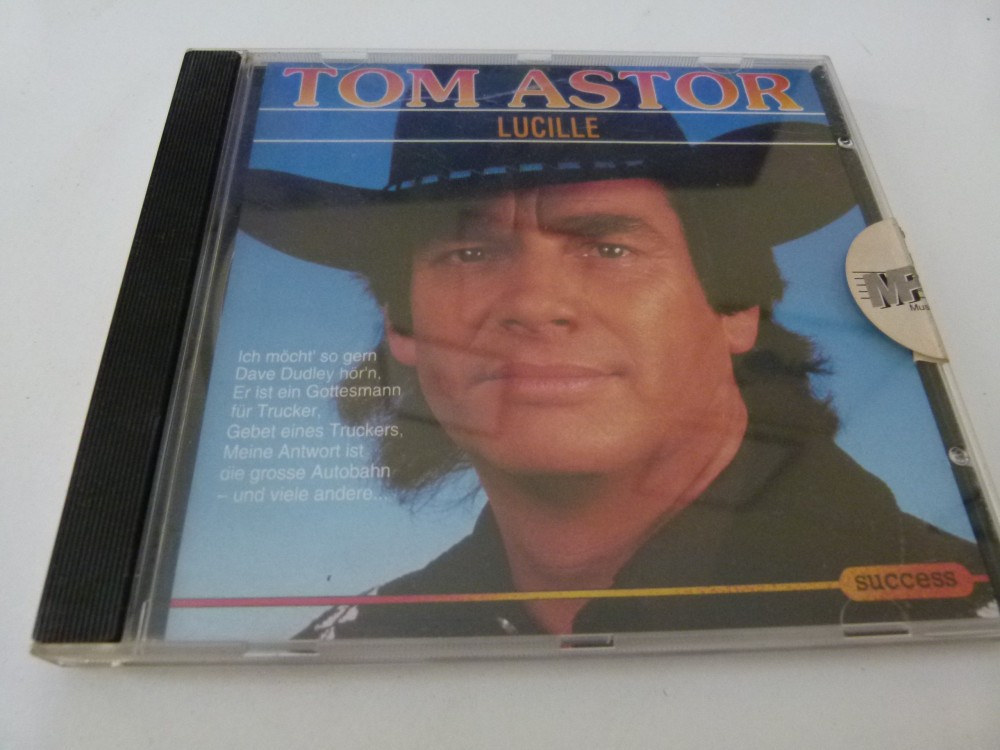 TOM ASTOR
LUCILLE
Ich möcht' so gern
Dave Dudley hör'n,
Er ist ein Gottesmann
für Trucker,
Gebet eines Truckers,
Meine Antwort ist
die grosse Autobahn
– und viele andere...
success